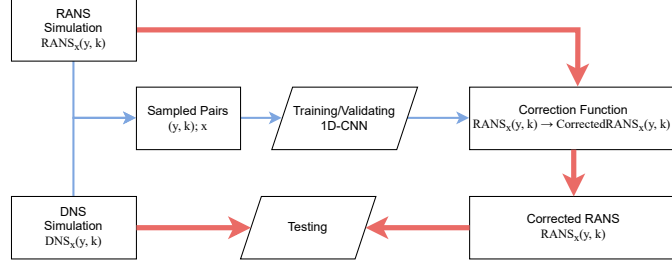 RANS
Simulation
RANSₓ(y, k)
Sampled Pairs
(y, k); x
Training/Validating
1D-CNN
Correction Function
RANSₓ(y, k) → CorrectedRANSₓ(y, k)
DNS
Simulation
DNSₓ(y, k)
Testing
Corrected RANS
RANSₓ(y, k)